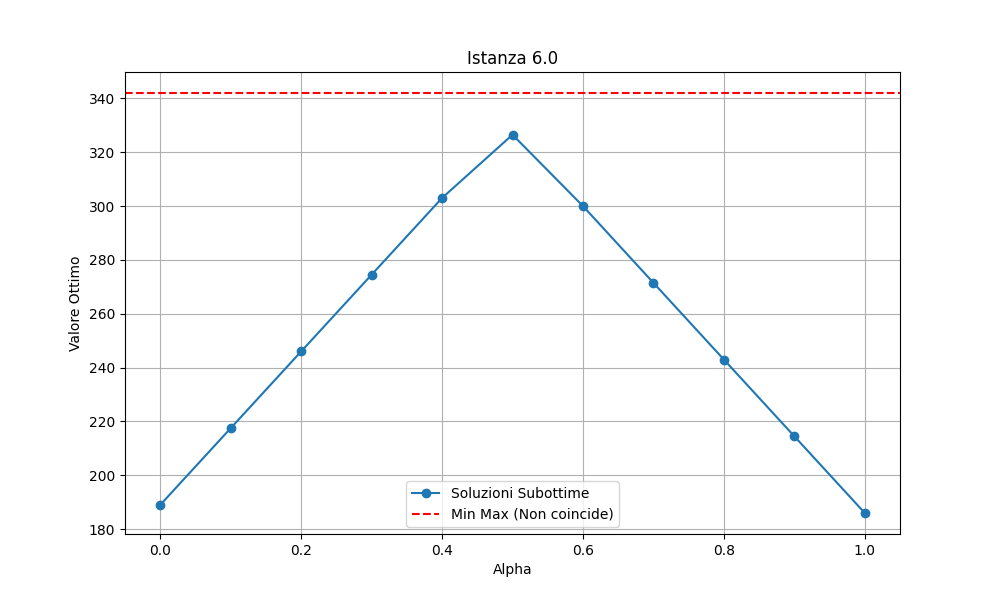 Istanza 6.0
Valore Ottimo
340
320
300
280
260
240
220
200
180
Soluzioni Subottime
Min Max (Non coincide)
0.0 0.2 0.4 0.6 0.8 1.0
Alpha